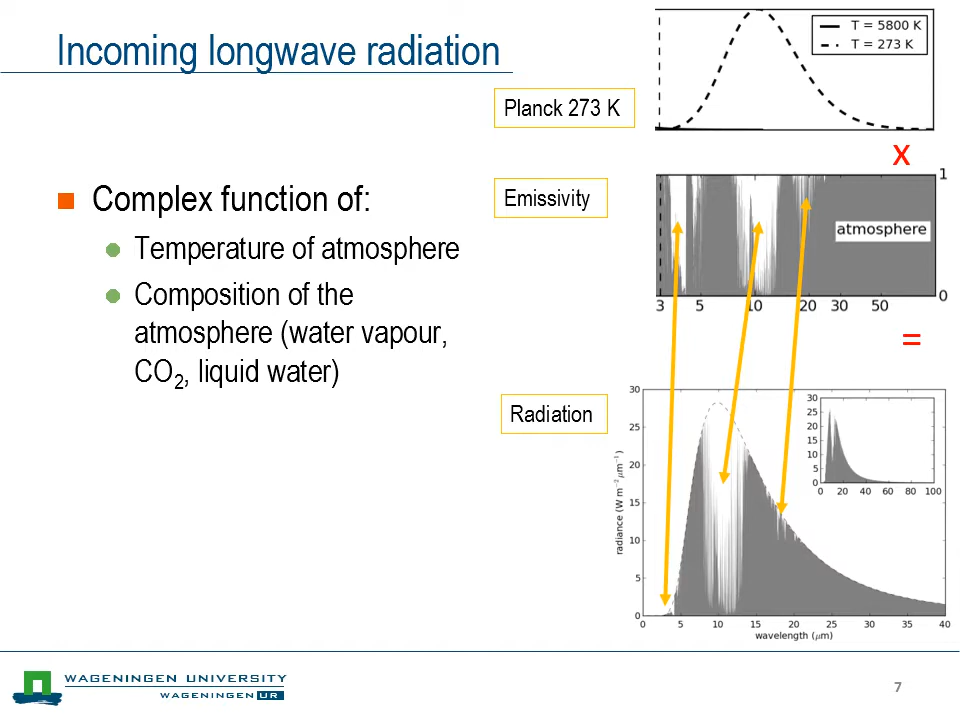 Incoming longwave radiation
T = 5800 K
T = 273 K
Planck 273 K
x
Complex function of:
Temperature of atmosphere
Composition of the
atmosphere (water vapour,
CO2, liquid water)
Emissivity
1
atmosphere
0
3 5 10 20 30 50
=
Radiation
30
25
20
15
10
5
0
radiance (W m⁻² μm⁻¹)
0 5 10 15 20 25 30 35 40
wavelength (μm)
30
25
20
15
10
5
0
0 20 40 60 80 100
WAGENINGEN UNIVERSITY
WAGENINGEN UR
7